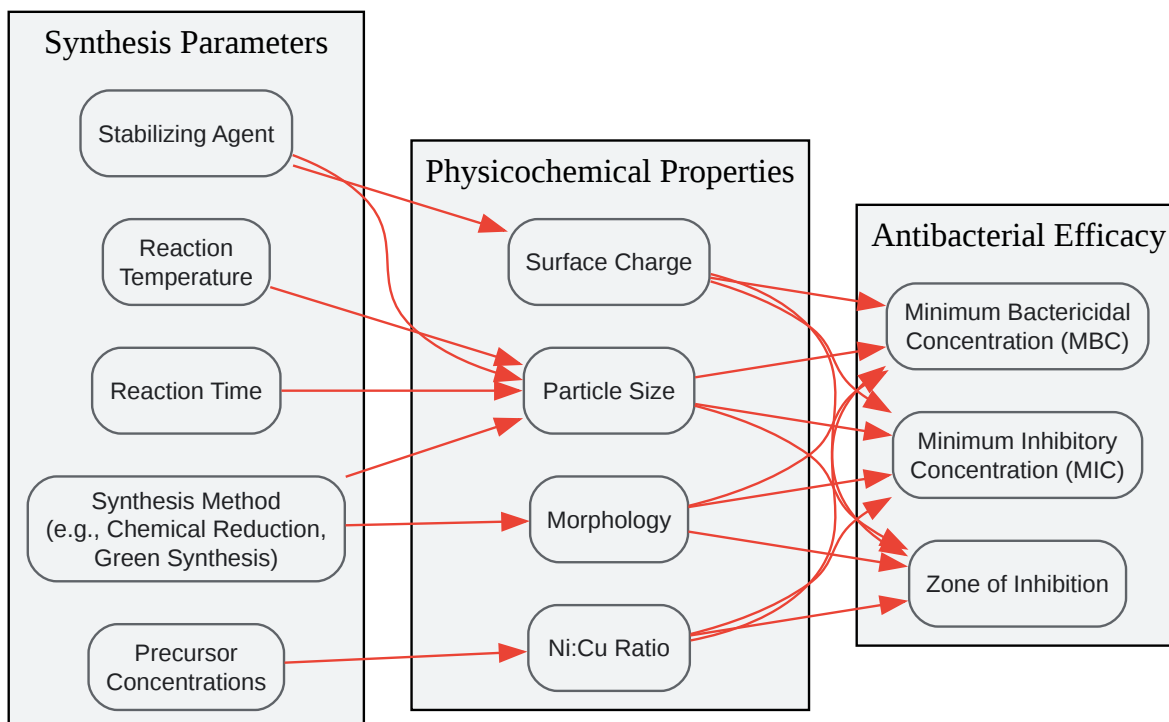 Synthesis Parameters
Stabilizing Agent
Reaction
Temperature
Reaction Time
Synthesis Method
(e.g., Chemical Reduction,
Green Synthesis)
Precursor
Concentrations
Physicochemical Properties
Surface Charge
Particle Size
Morphology
Ni:Cu Ratio
Antibacterial Efficacy
Minimum Bactericidal
Concentration (MBC)
Minimum Inhibitory
Concentration (MIC)
Zone of Inhibition